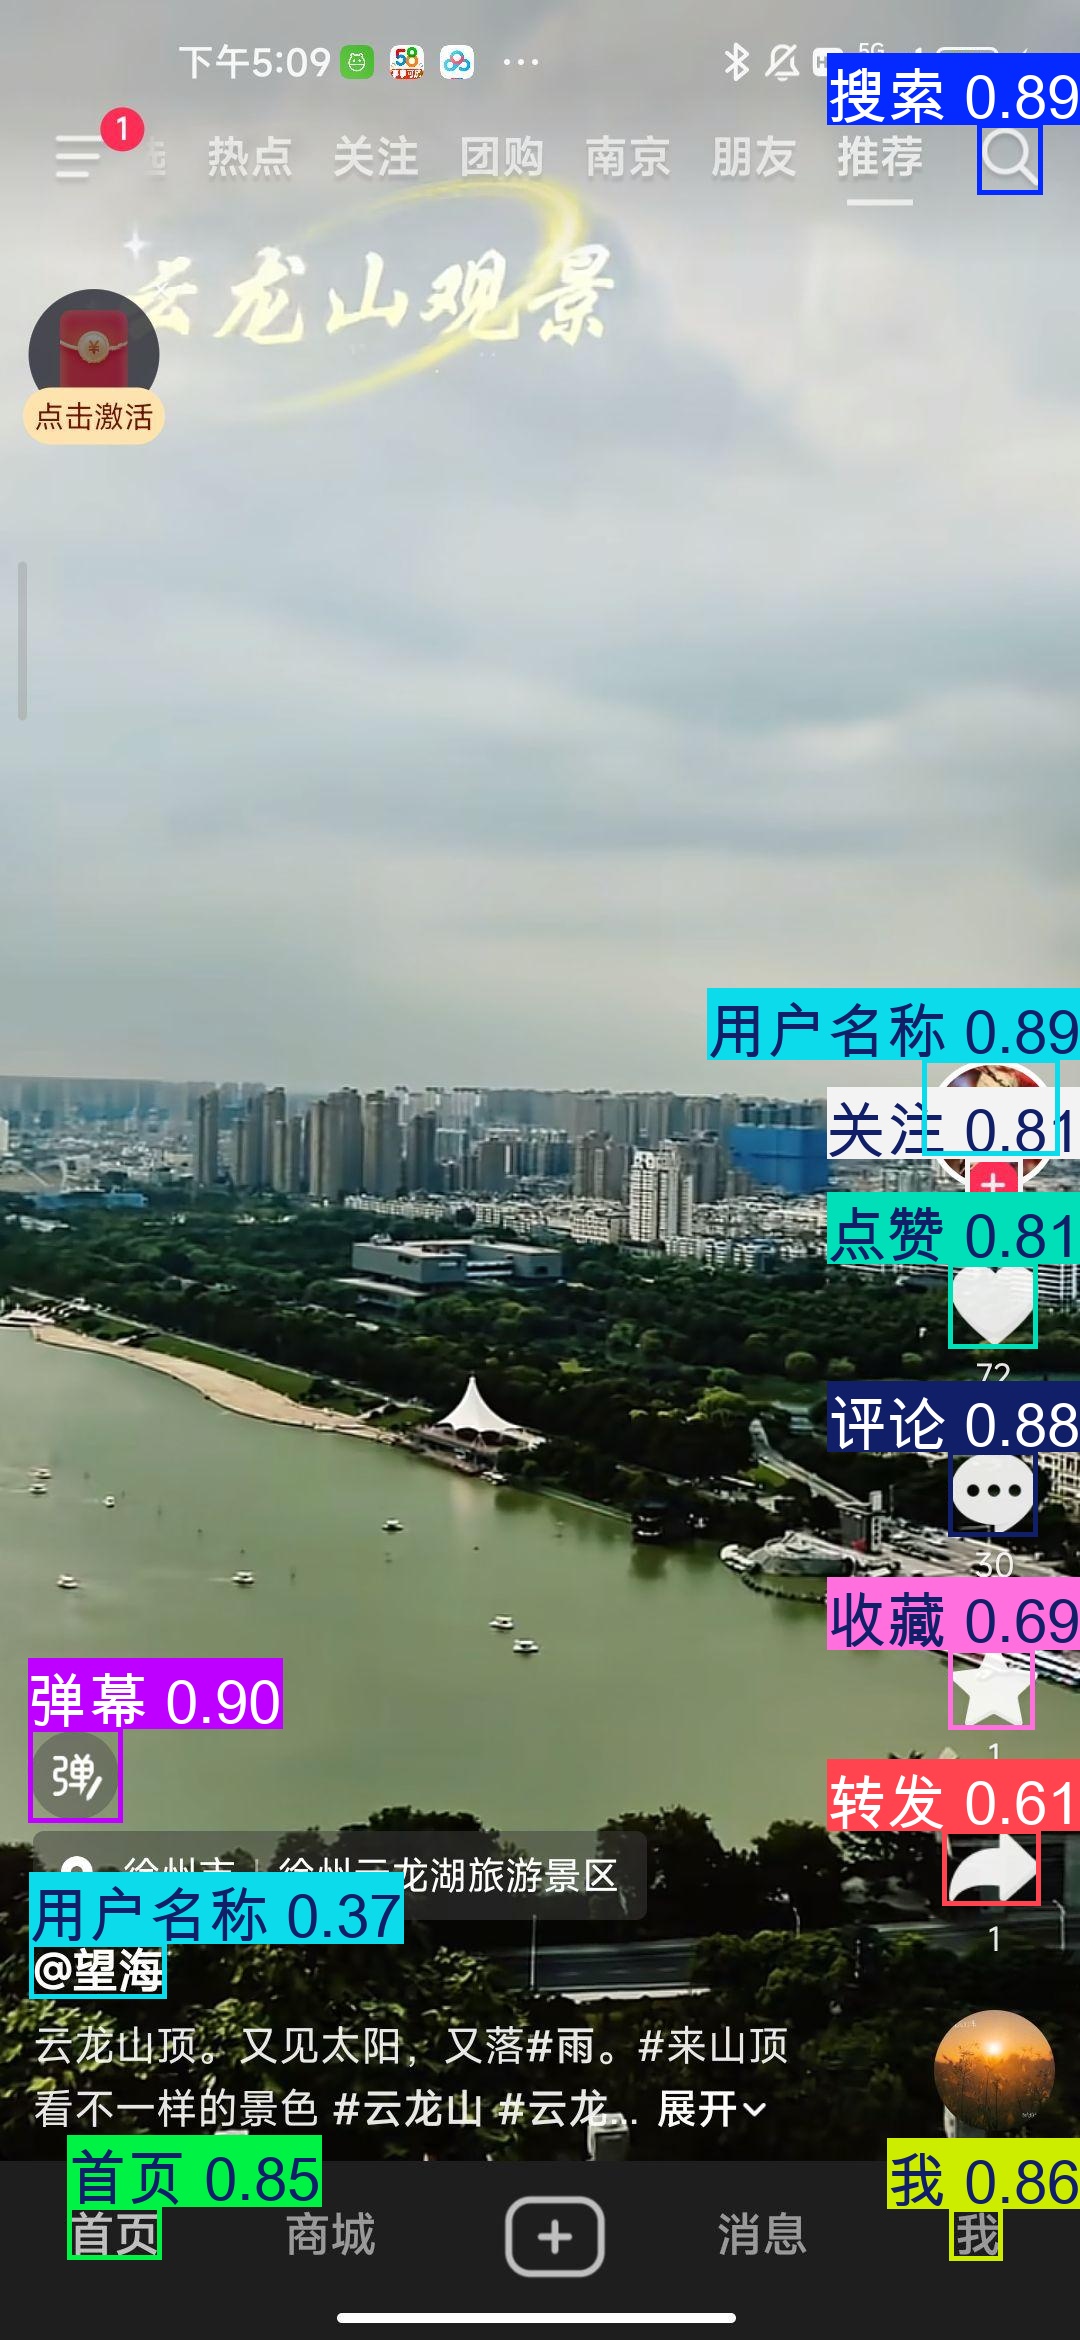 下午5:09 58 ...
5G
搜索 0.89
1
热点 关注 团购 南京 朋友 推荐
云龙山观景
¥
点击激活
用户名称 0.89
关注 0.81
点赞 0.81
72
评论 0.88
30
收藏 0.69
1
弹幕 0.90
弹
转发 0.61
徐州市 | 徐州云龙湖旅游景区
1
用户名称 0.37
@望海
云龙山顶。又见太阳，又落#雨。#来山顶
看不一样的景色 #云龙山 #云龙... 展开
首页 0.85
我 0.86
首页 商城 消息 我